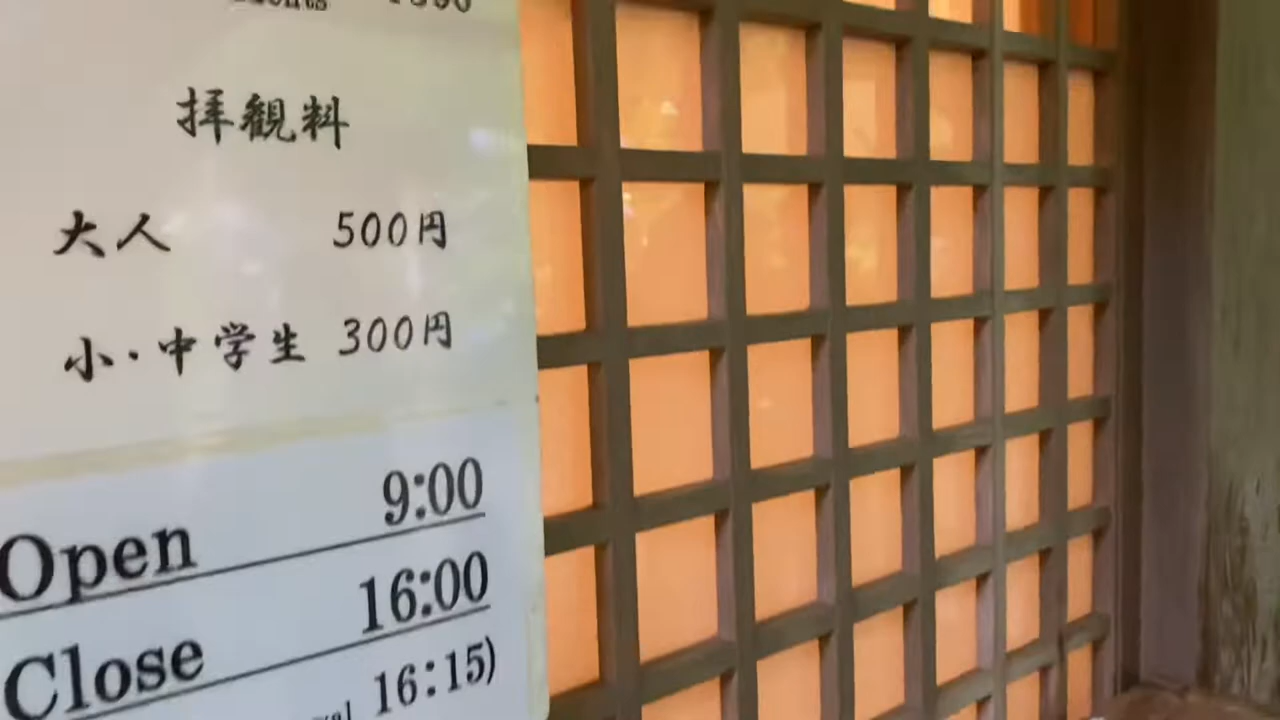 拝観料
大人 500円
小・中学生 300円
Open 9:00
Close 16:00
16:15)